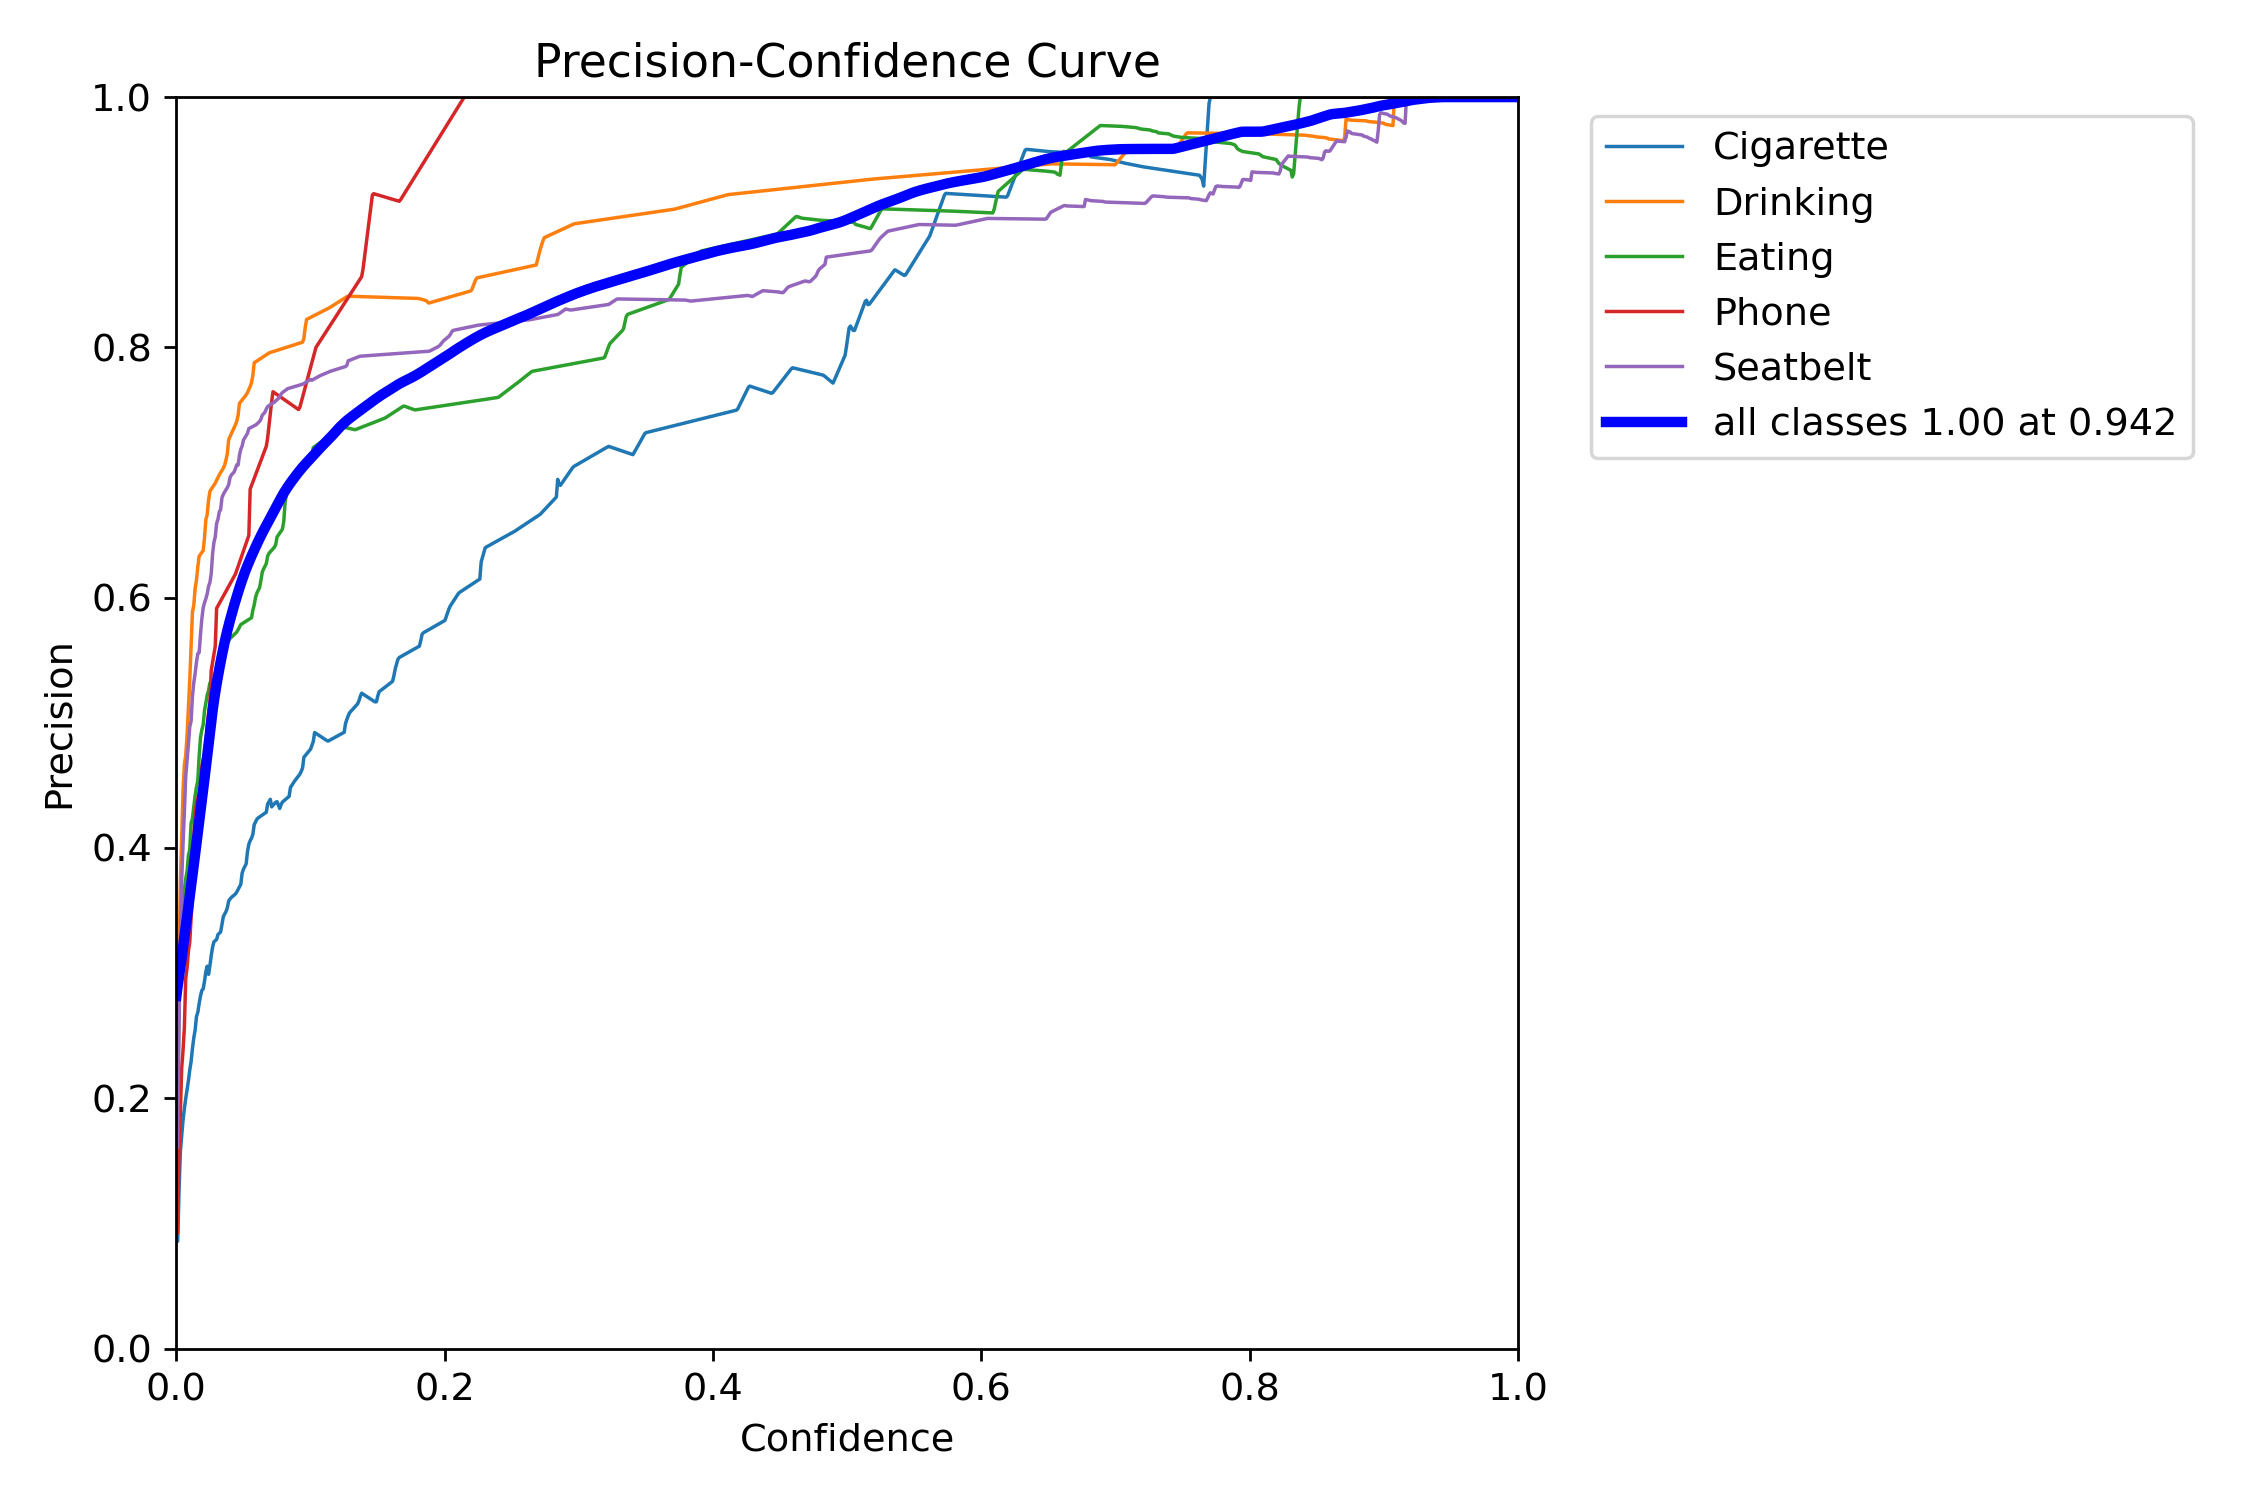 Precision-Confidence Curve
1.0
0.8
0.6
0.4
0.2
0.0
Precision
0.0 0.2 0.4 0.6 0.8 1.0
Confidence
Cigarette
Drinking
Eating
Phone
Seatbelt
all classes 1.00 at 0.942